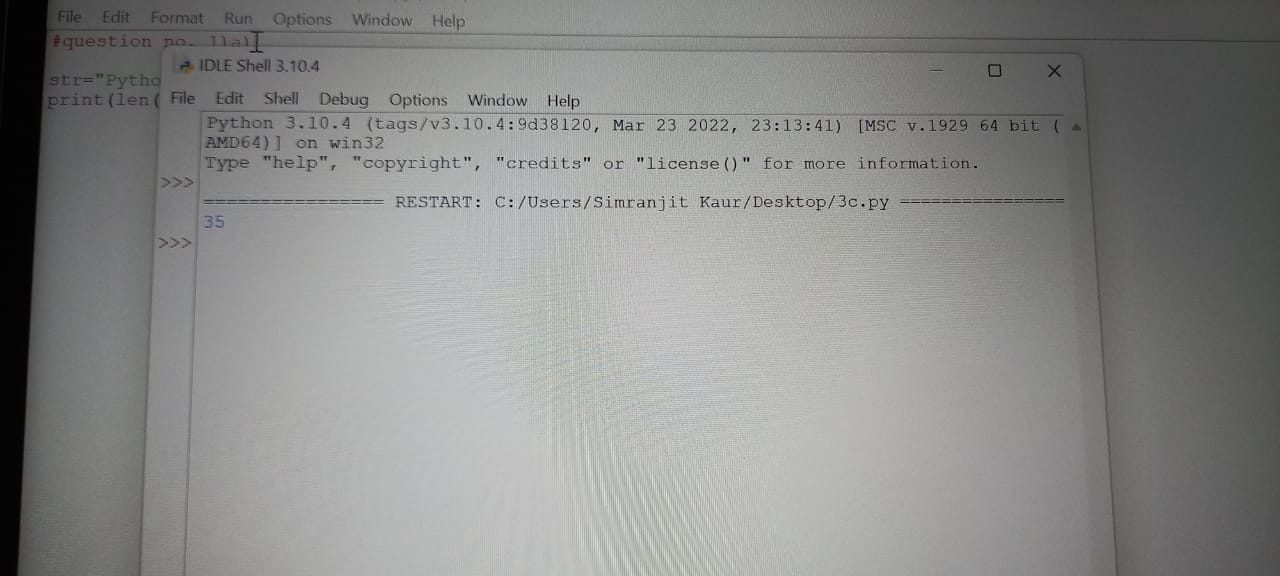 File Edit Format Run Options Window Help
#question no. 1)a)
IDLE Shell 3.10.4
str="Pytho
print(len(
File Edit Shell Debug Options Window Help
Python 3.10.4 (tags/v3.10.4:9d38120, Mar 23 2022, 23:13:41) [MSC v.1929 64 bit (
AMD64)] on win32
Type "help", "copyright", "credits" or "license()" for more information.
>>>
================ RESTART: C:/Users/Simranjit Kaur/Desktop/3c.py ================
35
>>>